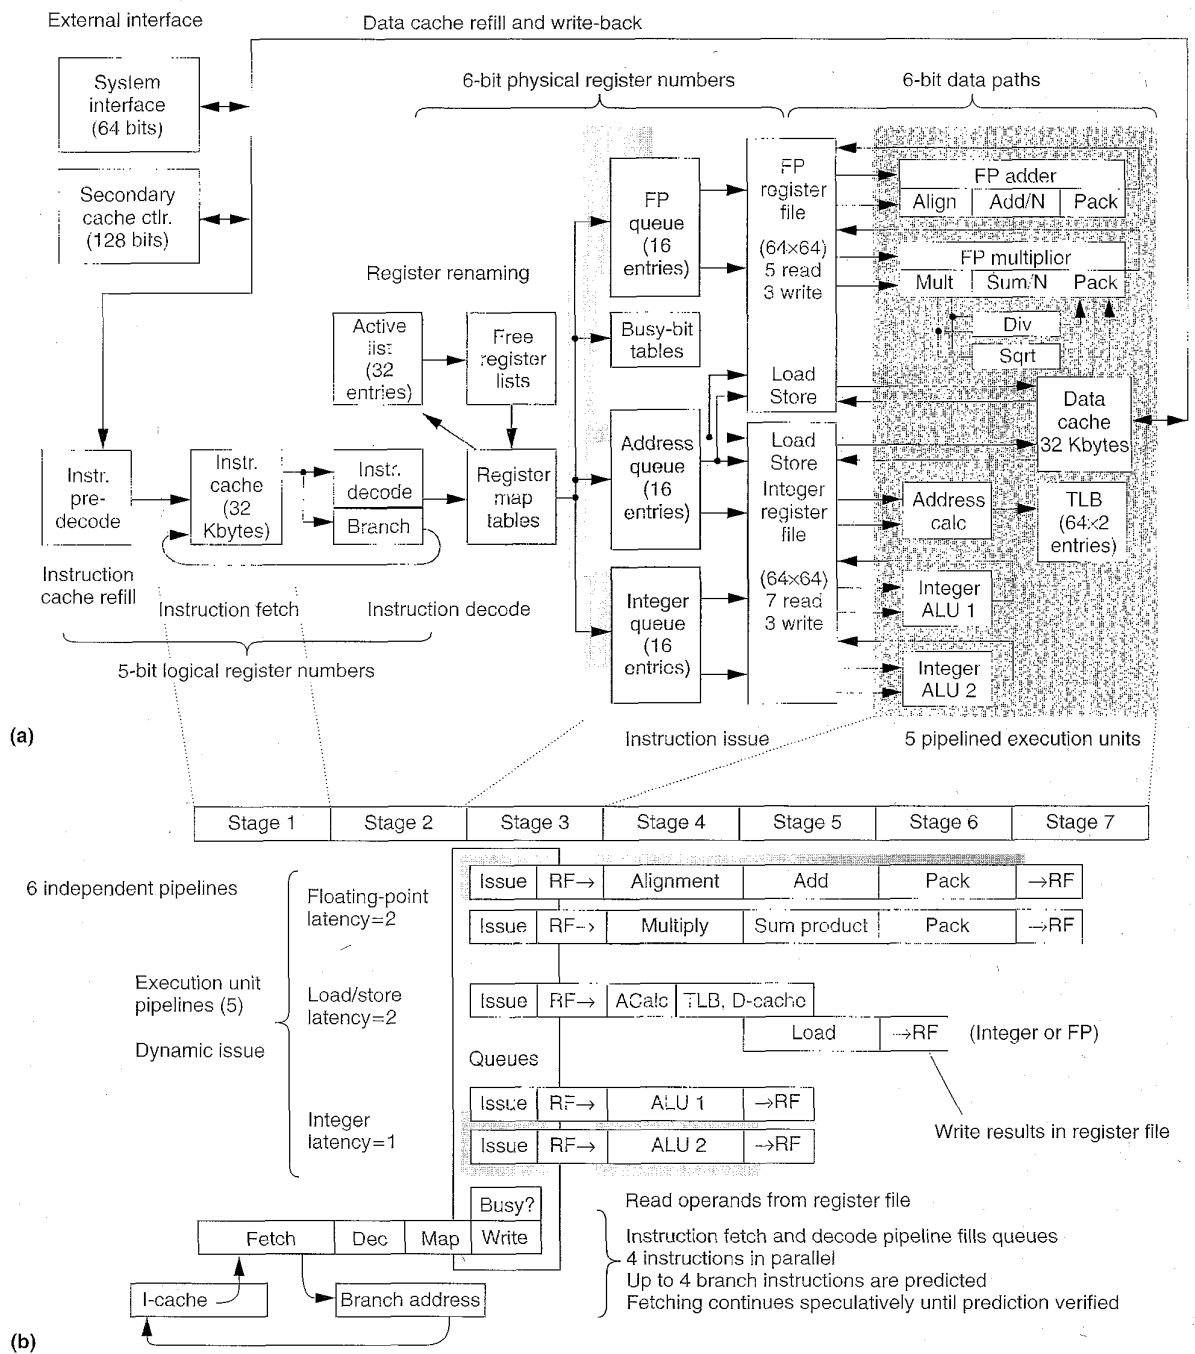 External interface
Data cache refill and write-back
System
interface
(64 bits)
6-bit physical register numbers
6-bit data paths
Secondary
cache ctlr.
(128 bits)
FP
queue
(16
entries)
FP
register
file
(64×64)
5 read
3 write
Load
Store
FP adder
Align
Add/N
Pack
FP multiplior
Mult
Sum/N
Pack
Div
Sqrt
Register renaming
Active
list
(32
entries)
Free
register
lists
Busy-bit
tables
Data
cache
32 Kbytes
Instr.
pre-
decode
Instr.
cache
(32
Kbytes)
Instr.
decode
Branch
Register
map
tables
Address
queue
(16
entries)
Load
Store
Integer
register
file
(64×64)
7 read
3 write
Address
calc
TLB
(64×2
entries)
Instruction
cache refill
Instruction fetch
Instruction decode
Integer
queue
(16
entries)
Integer
ALU 1
Integer
ALU 2
5-bit logical register numbers
(a)
Instruction issue
5 pipelined execution units
Stage 1
Stage 2
Stage 3
Stage 4
Stage 5
Stage 6
Stage 7
6 independent pipelines
Floating-point
latency=2
Issue
RF→
Alignment
Add
Pack
→RF
Issue
RF→
Multiply
Sum product
Pack
→RF
Execution unit
pipelines (5)
Dynamic issue
Load/store
latency=2
Issue
RF→
ACalc
TLB, D-cache
Load
→RF
(Integer or FP)
Queues
Integer
latency=1
Issue
RF→
ALU 1
→RF
Issue
RF→
ALU 2
→RF
Write results in register file
Busy?
Read operands from register file
Fetch
Dec
Map
Write
Instruction fetch and decode pipeline fills queues
4 instructions in parallel
Up to 4 branch instructions are predicted
Fetching continues speculatively until prediction verified
I-cache
Branch address
(b)